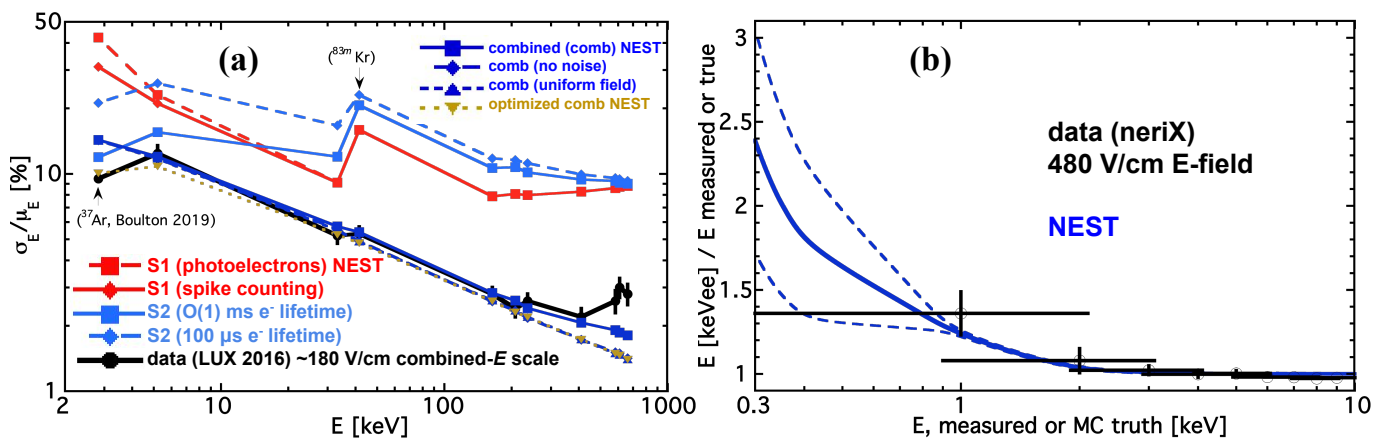 50
10
1
σ_E/μ_E [%]
(a)
(⁸³ᵐ Kr)
combined (comb) NEST
comb (no noise)
comb (uniform field)
optimized comb NEST
(³⁷Ar, Boulton 2019)
S1 (photoelectrons) NEST
S1 (spike counting)
S2 (O(1) ms e⁻ lifetime)
S2 (100 μs e⁻ lifetime)
data (LUX 2016) ~180 V/cm combined-E scale
2
10
100
1000
E [keV]
3
2.5
2
1.5
1
E [keVee] / E measured or true
(b)
data (neriX)
480 V/cm E-field
NEST
0.3
1
10
E, measured or MC truth [keV]